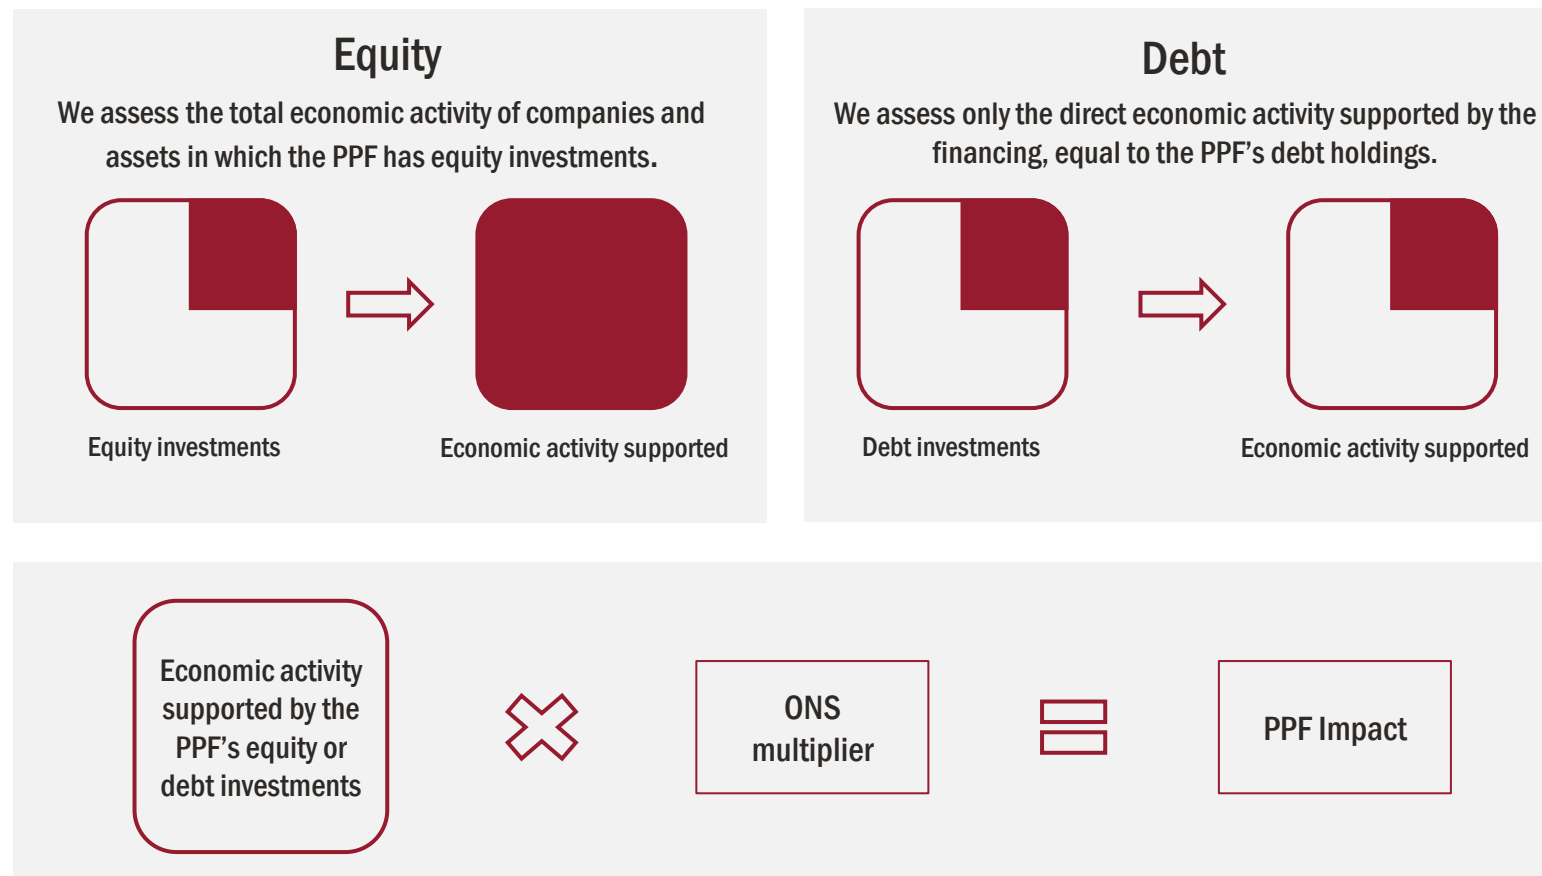 Equity
We assess the total economic activity of companies and
assets in which the PPF has equity investments.
Equity investments
Economic activity supported
Debt
We assess only the direct economic activity supported by the
financing, equal to the PPF’s debt holdings.
Debt investments
Economic activity supported
Economic activity
supported by the
PPF’s equity or
debt investments
ONS
multiplier
PPF Impact